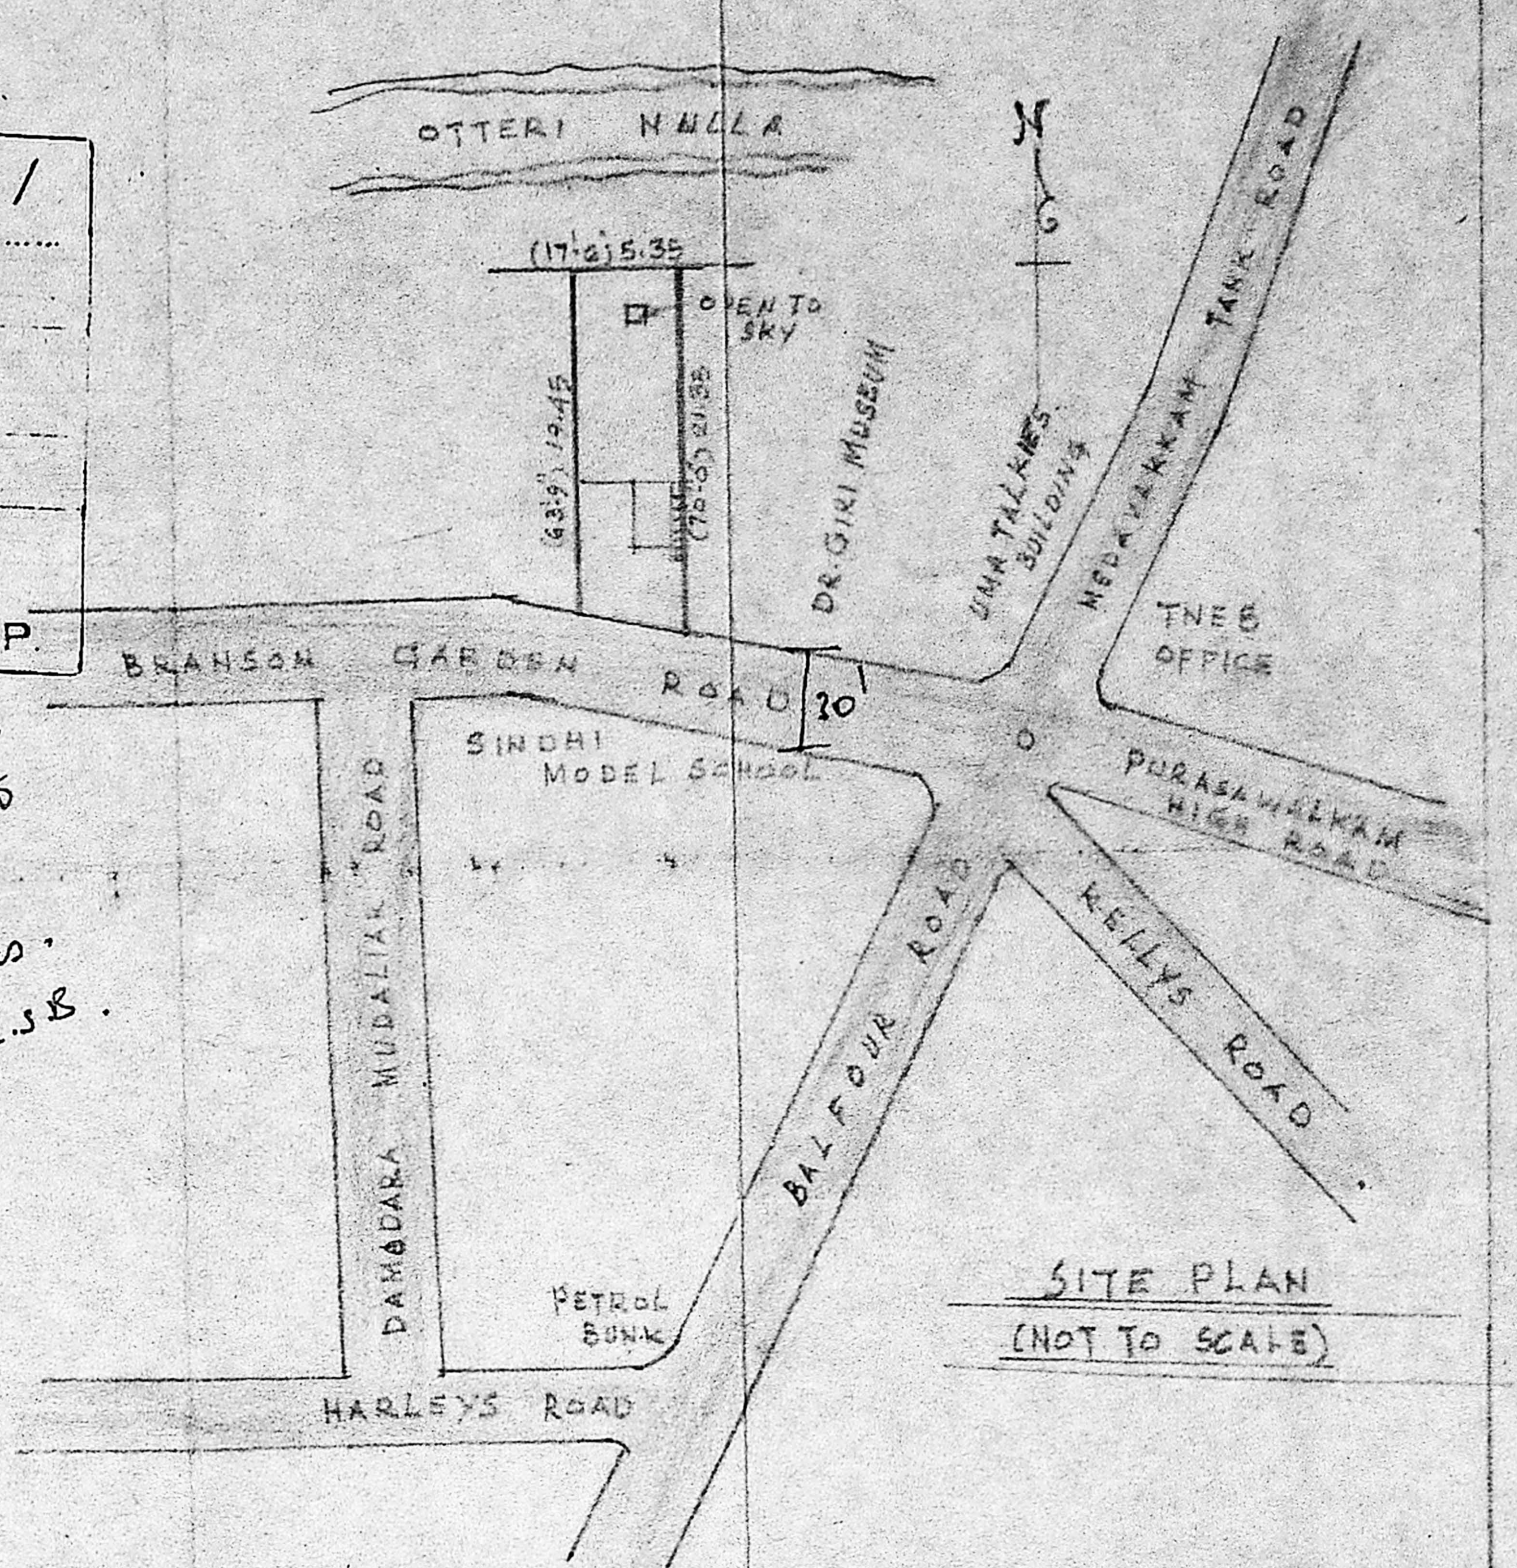 OTTERI NULLA
N
(17'6) 5.35
OPEN TO
SKY
(63'9") 19.45
(70-0) 21.35
DR. GIRI MUSEUM
UMA TALKIES
BUILDING
MEDAVAKKAM TANK ROAD
TNEB
OFFICE
P.
BRANSON GARDEN ROAD
30'
SINDHI
MODEL SCHOOL
PURASAWALKAM
HIGH ROAD
KELLYS ROAD
BALFOUR ROAD
DAMODARA MUDALIAR ROAD
PETROL
BUNK
HARLEYS ROAD
SITE PLAN
(NOT TO SCALE)